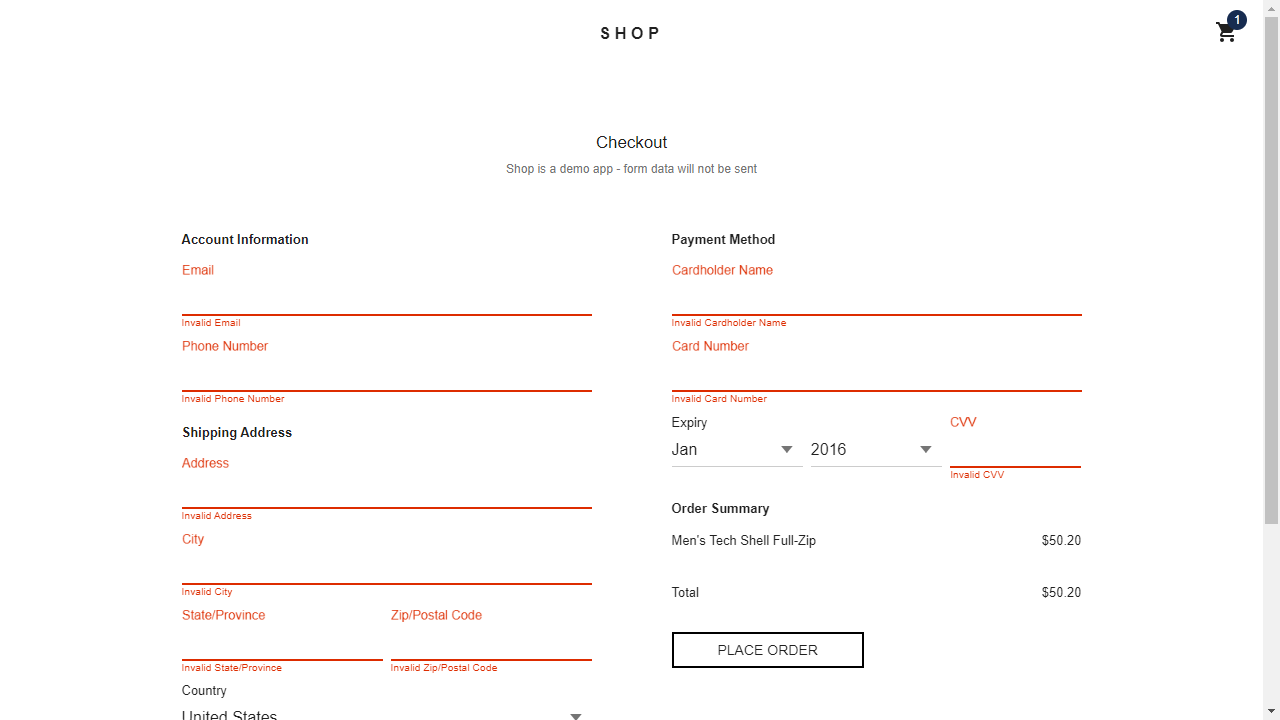 SHOP
1
Checkout
Shop is a demo app - form data will not be sent
Account Information
Email
Invalid Email
Phone Number
Invalid Phone Number
Shipping Address
Address
Invalid Address
City
Invalid City
State/Province Zip/Postal Code
Invalid State/Province Invalid Zip/Postal Code
Country
United States
Payment Method
Cardholder Name
Invalid Cardholder Name
Card Number
Invalid Card Number
Expiry CVV
Jan 2016
Invalid CVV
Order Summary
Men's Tech Shell Full-Zip $50.20
Total $50.20
PLACE ORDER